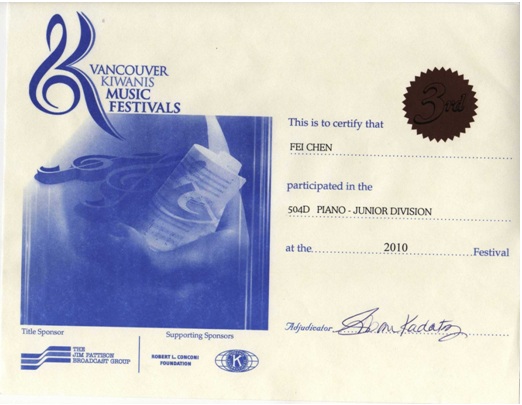 VANCOUVER
KIWANIS
MUSIC
FESTIVALS
3rd
This is to certify that
FEI CHEN
participated in the
504D PIANO - JUNIOR DIVISION
at the 2010 Festival
Adjudicator
Title Sponsor
Supporting Sponsors
THE
JIM PATTISON
BROADCAST GROUP
ROBERT L. CONCONI
FOUNDATION
K